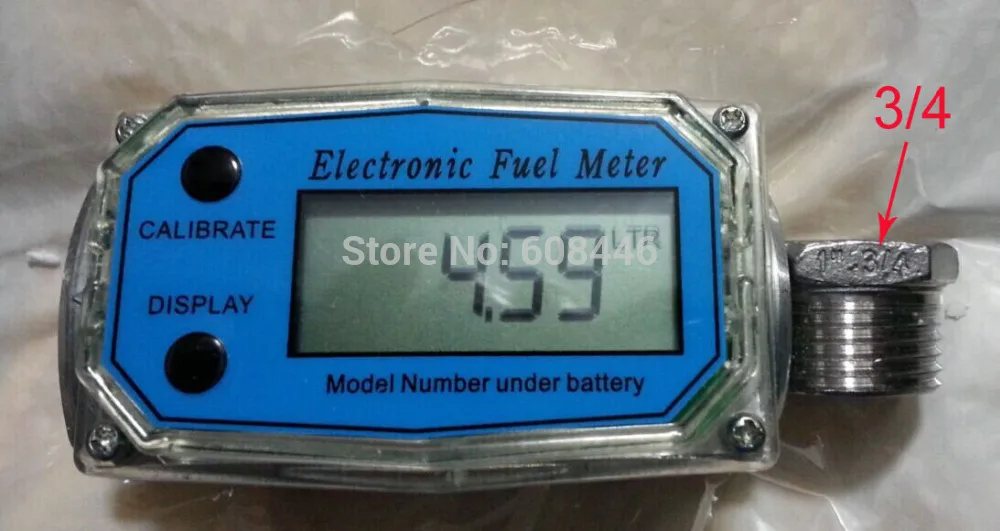 3/4
Electronic Fuel Meter
CALIBRATE
LTR
Store No: 608446
4.59
1"-3/4
DISPLAY
Model Number under battery